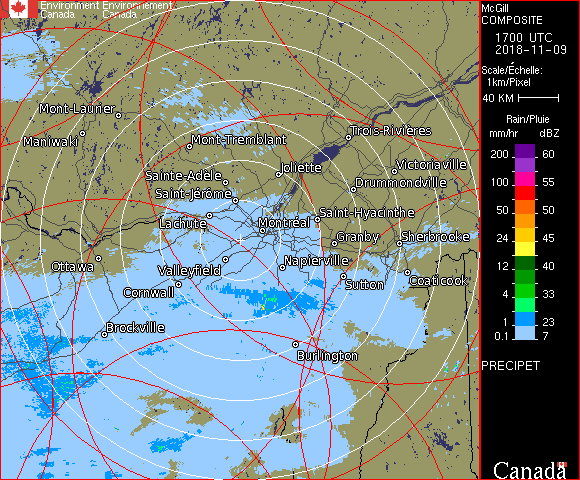 Environment Environnement
Canada Canada
McGill
COMPOSITE
1700 UTC
2018-11-09
Scale/Échelle:
1km/Pixel
40 KM
Rain/Pluie
mm/hr dBZ
200 60
100 55
50 50
24 45
12 40
4 33
1 23
0.1 7
PRECIPET
Canada
Mont-Laurier
Maniwaki
Mont-Tremblant
Trois-Rivières
Victoriaville
Joliette
Sainte-Adèle
Drummondville
Saint-Jérôme
Saint-Hyacinthe
Lachute
Montréal
Granby
Sherbrooke
Ottawa
Valleyfield
Napierville
Cornwall
Sutton
Coaticook
Brockville
Burlington